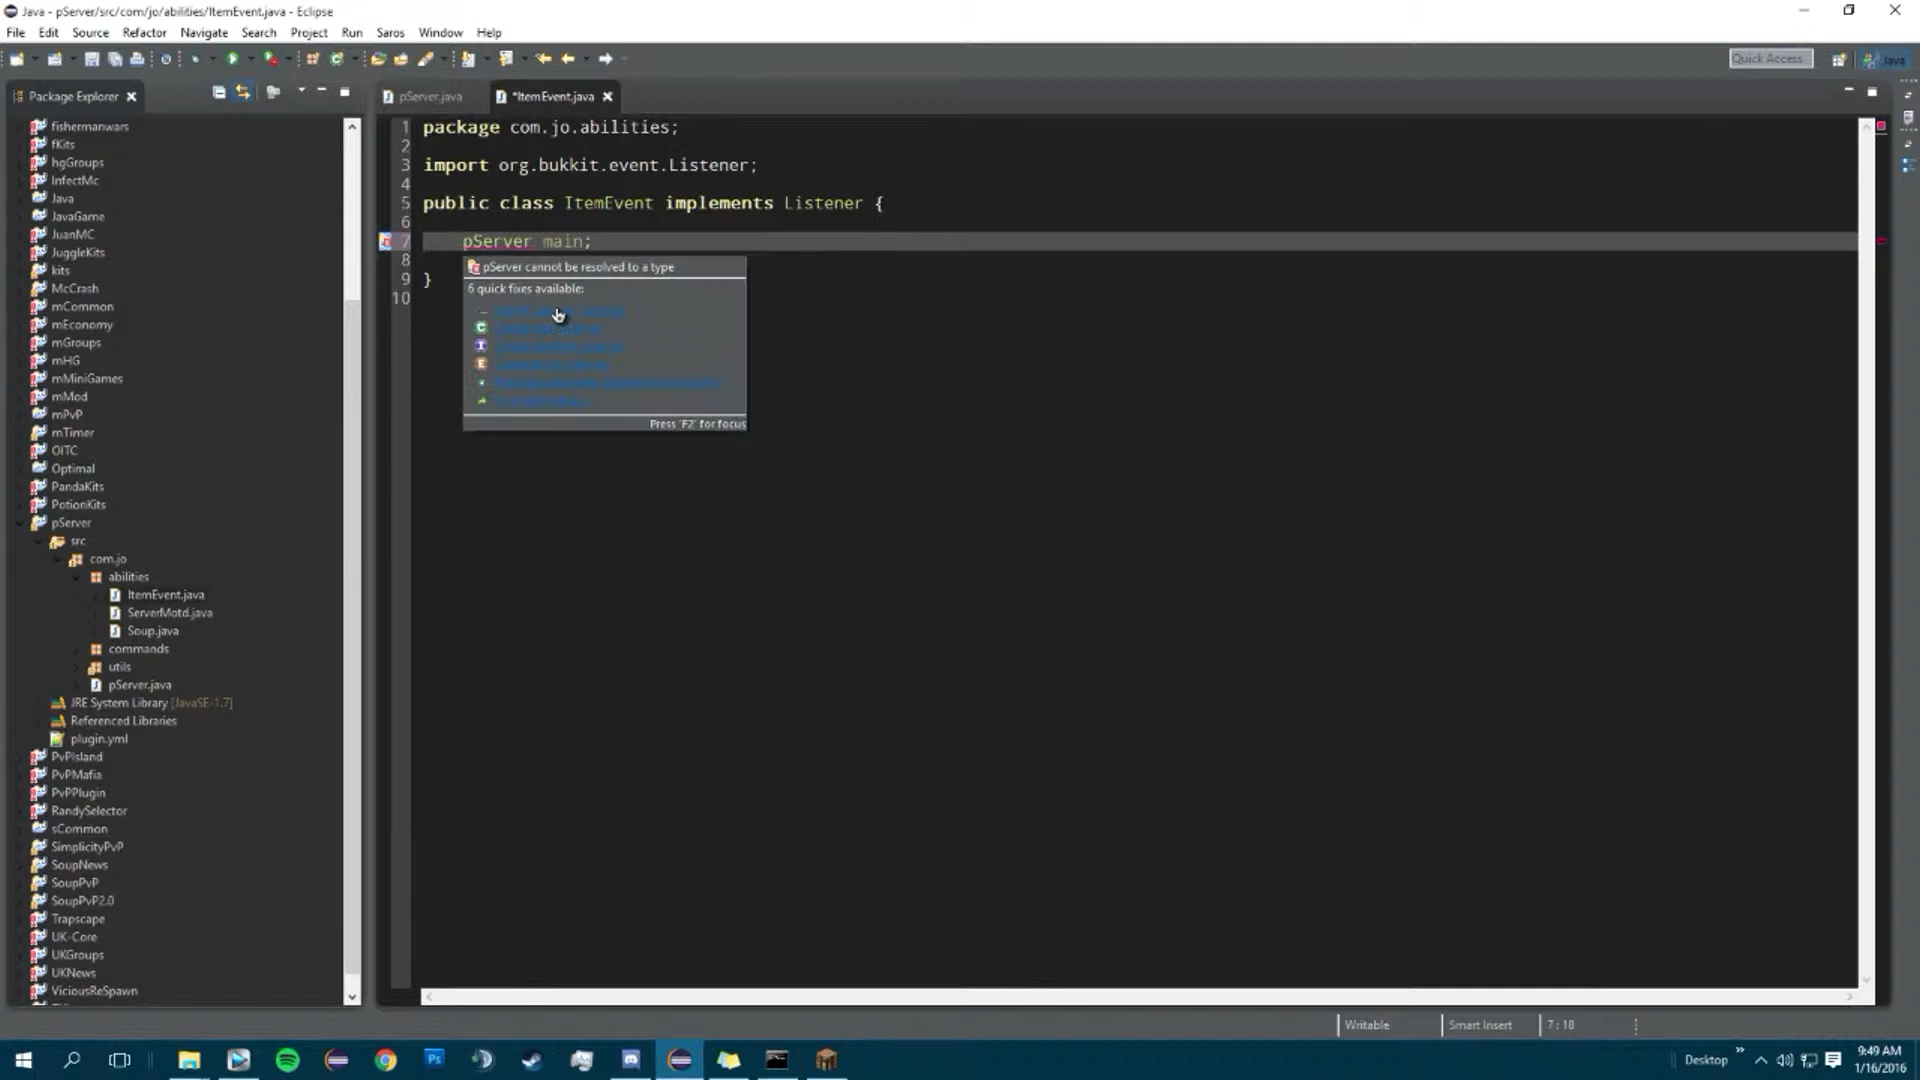 Java - pServer/src/com/jo/abilities/ItemEvent.java - Eclipse
File Edit Source Refactor Navigate Search Project Run Saros Window Help
Quick Access
Java
Package Explorer
pServer.java
*ItemEvent.java
fishermanwars
fKits
hgGroups
InfectMc
Java
JavaGame
JuanMC
JuggleKits
kits
McCrash
mCommon
mEconomy
mGroups
mHG
mMiniGames
mMod
mPvP
mTimer
OITC
Optimal
PandaKits
PotionKits
pServer
src
com.jo
abilities
ItemEvent.java
ServerMotd.java
Soup.java
commands
utils
pServer.java
JRE System Library [JavaSE-1.7]
Referenced Libraries
plugin.yml
PvPIsland
PvPMafia
PvPPlugin
RandySelector
sCommon
SimplicityPvP
SoupNews
SoupPvP
SoupPvP2.0
Trapscape
UK-Core
UKGroups
UKNews
ViciousReSpawn
1 package com.jo.abilities;
2
3 import org.bukkit.event.Listener;
4
5 public class ItemEvent implements Listener {
6
7 pServer main;
8
9 }
10
pServer cannot be resolved to a type
6 quick fixes available:
Press 'F2' for focus
Writable
Smart Insert
7 : 18
Desktop
9:49 AM
1/16/2016